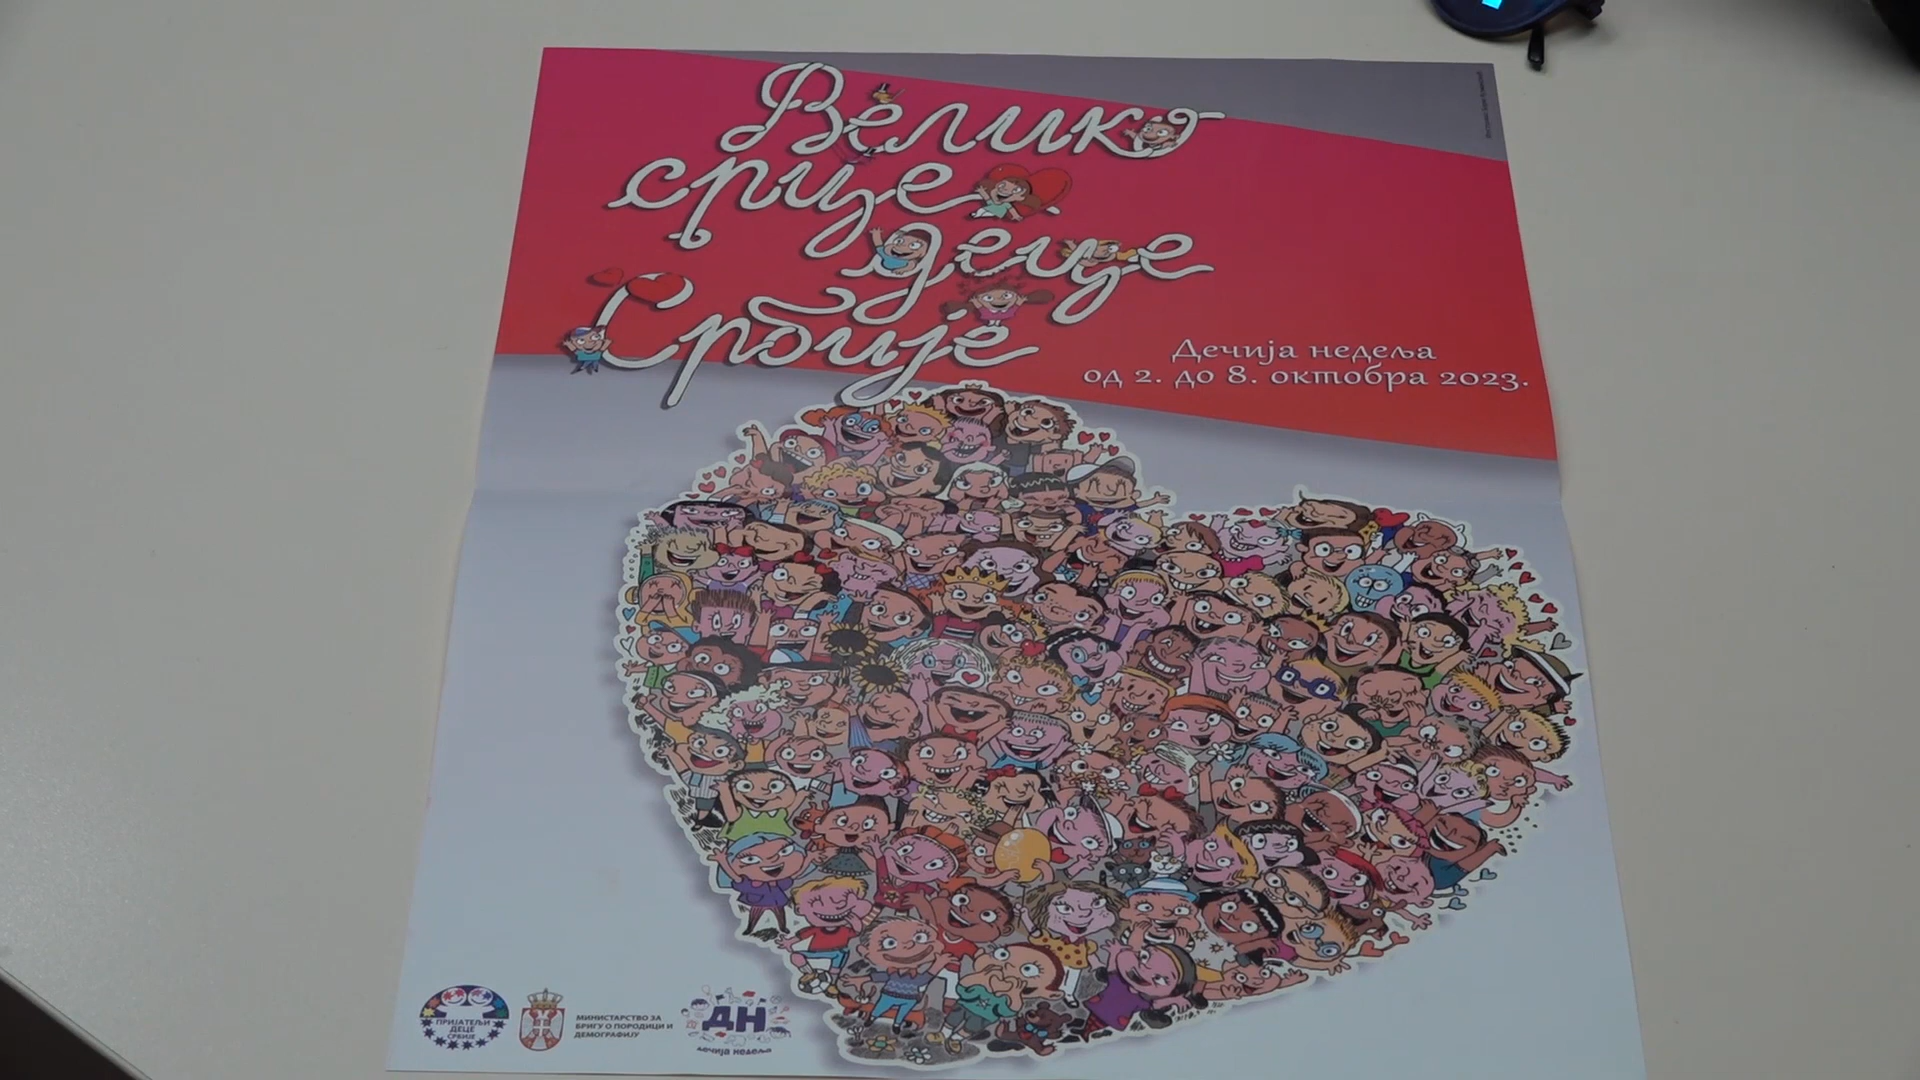 Велико
срце
деце
Србије
Дечија недеља
од 2. до 8. октобра 2023.
ПРИЈАТЕЉИ
ДЕЦЕ
СРБИЈЕ
МИНИСТАРСТВО ЗА
БРИГУ О ПОРОДИЦИ И
ДЕМОГРАФИЈУ
ДН
дечија недеља